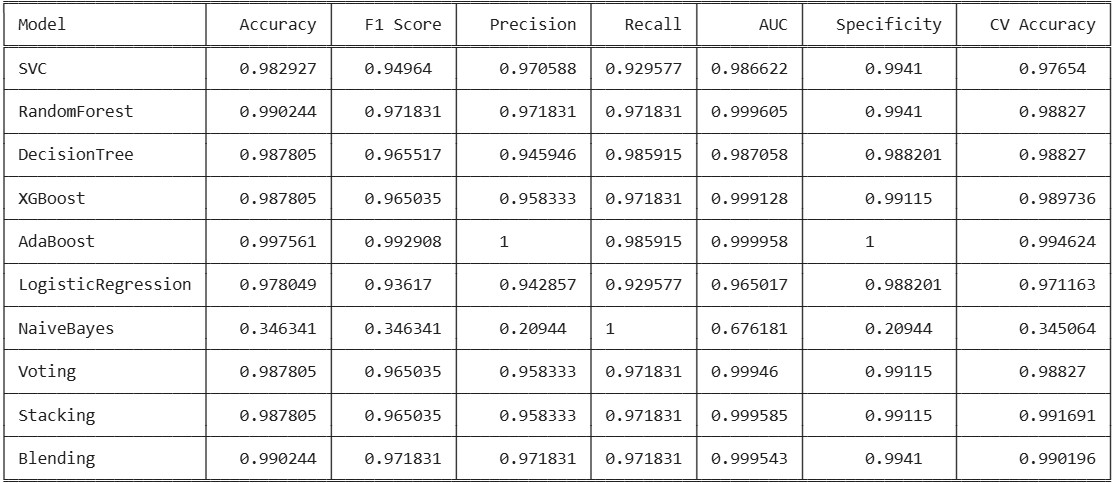 Model Accuracy F1 Score Precision Recall AUC Specificity CV Accuracy
SVC 0.982927 0.94964 0.970588 0.929577 0.986622 0.9941 0.97654
RandomForest 0.990244 0.971831 0.971831 0.971831 0.999605 0.9941 0.98827
DecisionTree 0.987805 0.965517 0.945946 0.985915 0.987058 0.988201 0.98827
XGBoost 0.987805 0.965035 0.958333 0.971831 0.999128 0.99115 0.989736
AdaBoost 0.997561 0.992908 1 0.985915 0.999958 1 0.994624
LogisticRegression 0.978049 0.93617 0.942857 0.929577 0.965017 0.988201 0.971163
NaiveBayes 0.346341 0.346341 0.20944 1 0.676181 0.20944 0.345064
Voting 0.987805 0.965035 0.958333 0.971831 0.99946 0.99115 0.98827
Stacking 0.987805 0.965035 0.958333 0.971831 0.999585 0.99115 0.991691
Blending 0.990244 0.971831 0.971831 0.971831 0.999543 0.9941 0.990196